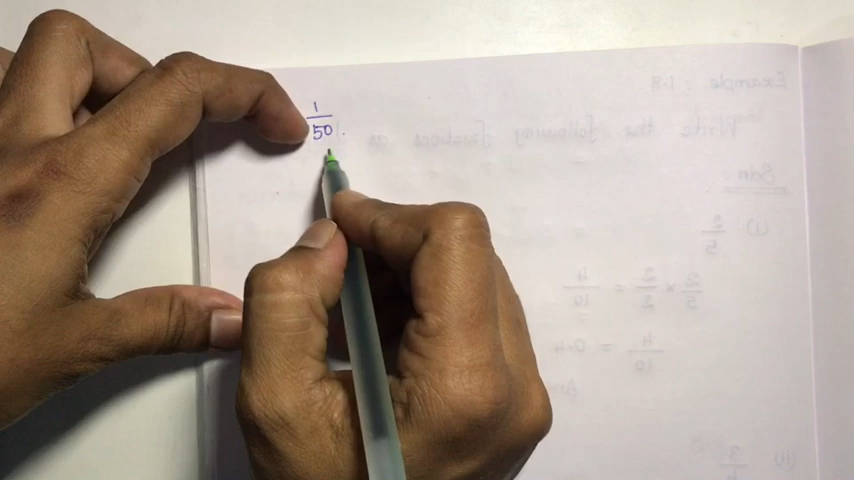 1
50
Example : 1.8
Write the following fractions as
Soln:
(i) 2
5
2/5 × 2/2 = 4/10
4/10 = 0.4
Ans
(ii) 3
4